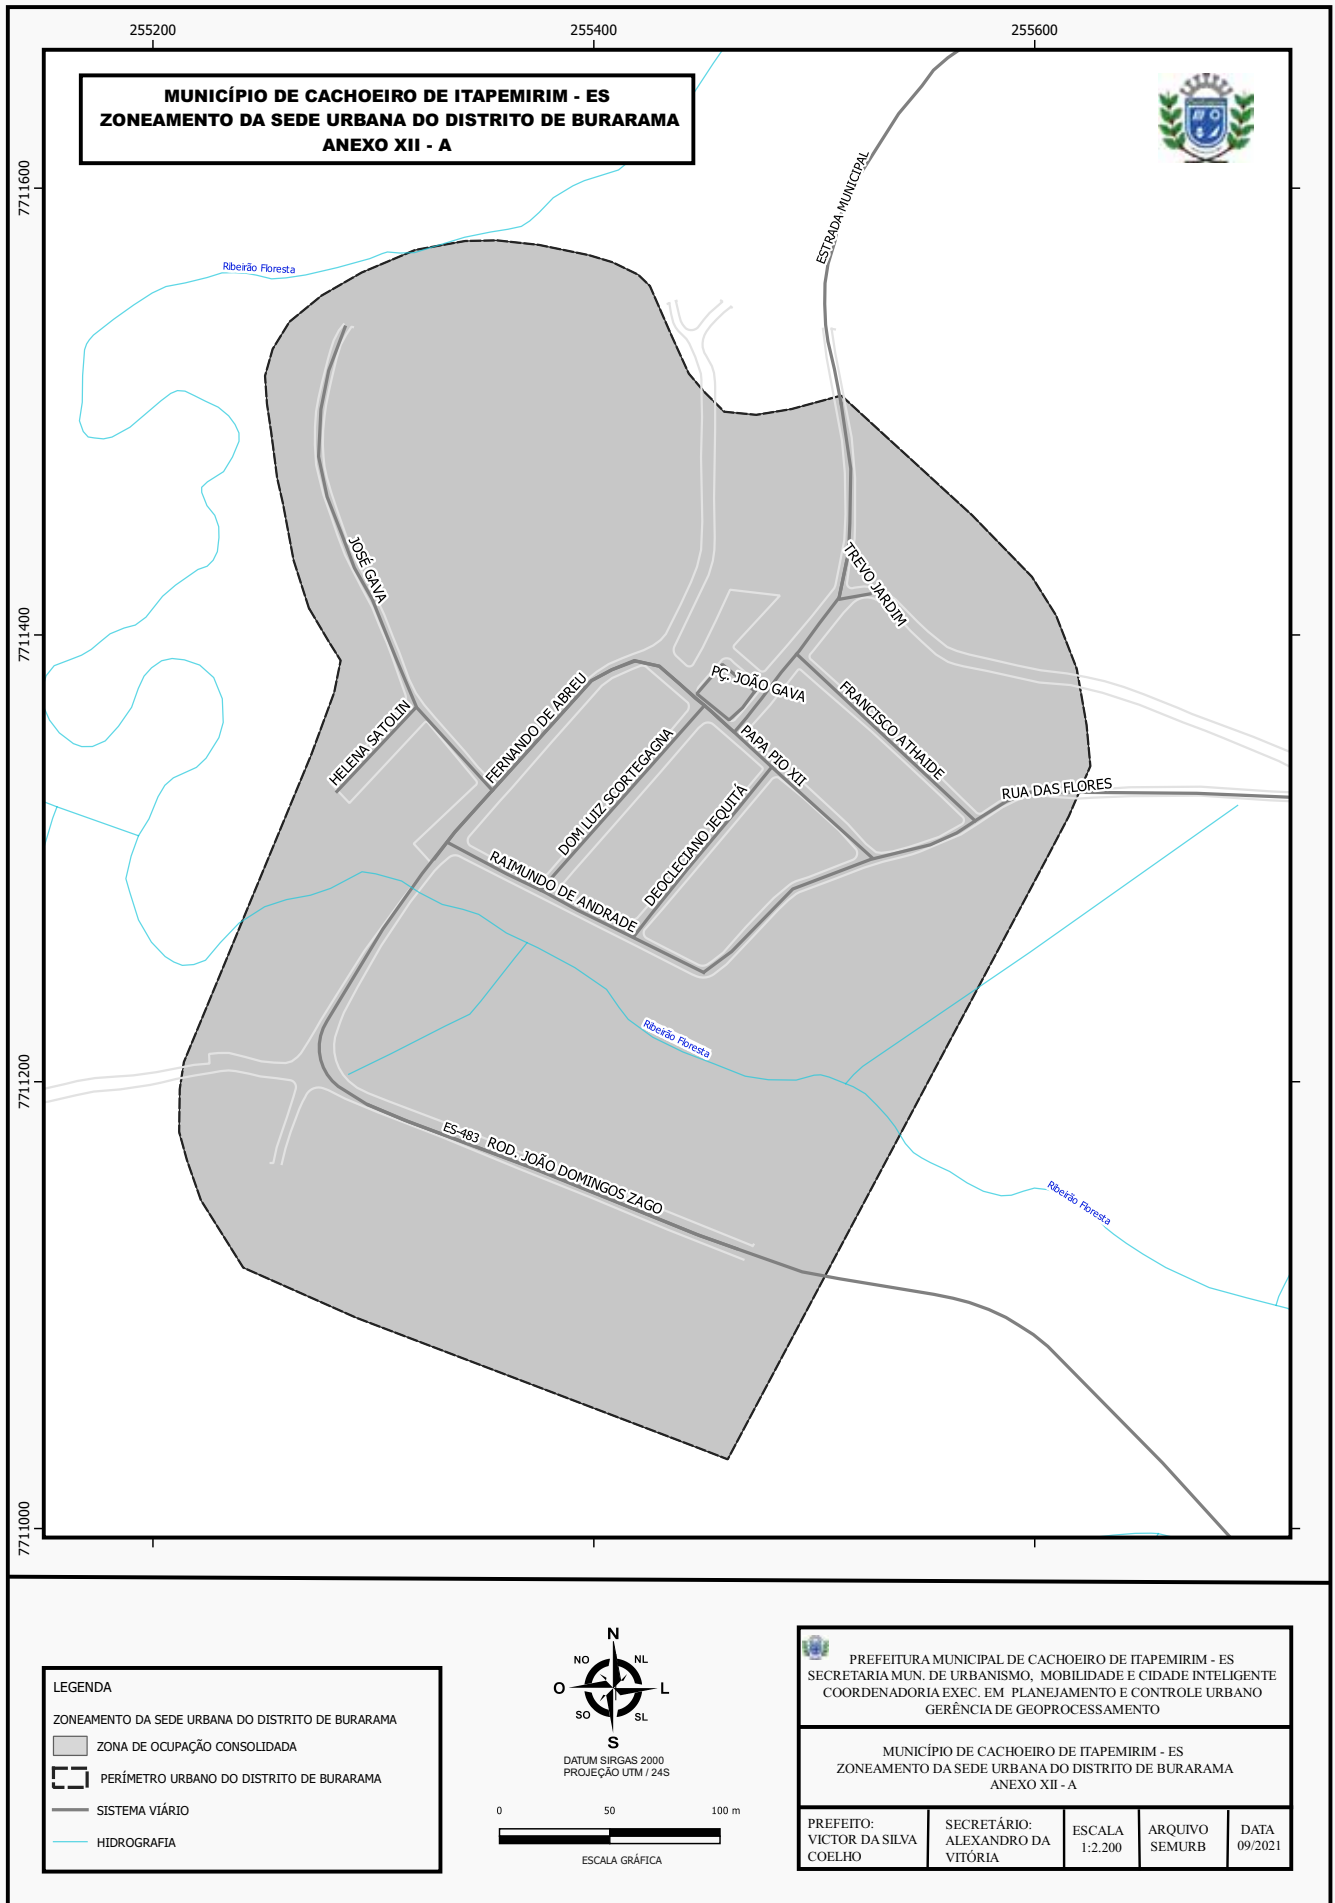 255200
255400
255600
MUNICÍPIO DE CACHOEIRO DE ITAPEMIRIM - ES
ZONEAMENTO DA SEDE URBANA DO DISTRITO DE BURARAMA
ANEXO XII - A
7711600
7711400
7711200
7711000
ESTRADA MUNICIPAL
Ribeirão Floresta
JOSÉ GAVA
TREVO JARDIM
PÇ. JOÃO GAVA
HELENA SATOLIN
FERNANDO DE ABREU
FRANCISCO ATHAIDE
DOM LUIZ SCORTEGAGNA
PAPA PIO XII
RUA DAS FLORES
DEOCLECIANO JEQUITÁ
RAIMUNDO DE ANDRADE
Ribeirão Floresta
ES-483 ROD. JOÃO DOMINGOS ZAGO
Ribeirão Floresta
LEGENDA
ZONEAMENTO DA SEDE URBANA DO DISTRITO DE BURARAMA
ZONA DE OCUPAÇÃO CONSOLIDADA
PERÍMETRO URBANO DO DISTRITO DE BURARAMA
SISTEMA VIÁRIO
HIDROGRAFIA
N
NO
NL
O
L
SO
SL
S
DATUM SIRGAS 2000
PROJEÇÃO UTM / 24S
0 50 100 m
ESCALA GRÁFICA
PREFEITURA MUNICIPAL DE CACHOEIRO DE ITAPEMIRIM - ES
SECRETARIA MUN. DE URBANISMO, MOBILIDADE E CIDADE INTELIGENTE
COORDENADORIA EXEC. EM PLANEJAMENTO E CONTROLE URBANO
GERÊNCIA DE GEOPROCESSAMENTO
MUNICÍPIO DE CACHOEIRO DE ITAPEMIRIM - ES
ZONEAMENTO DA SEDE URBANA DO DISTRITO DE BURARAMA
ANEXO XII - A
PREFEITO:
VICTOR DA SILVA
COELHO
SECRETÁRIO:
ALEXANDRO DA
VITÓRIA
ESCALA
1:2.200
ARQUIVO
SEMURB
DATA
09/2021